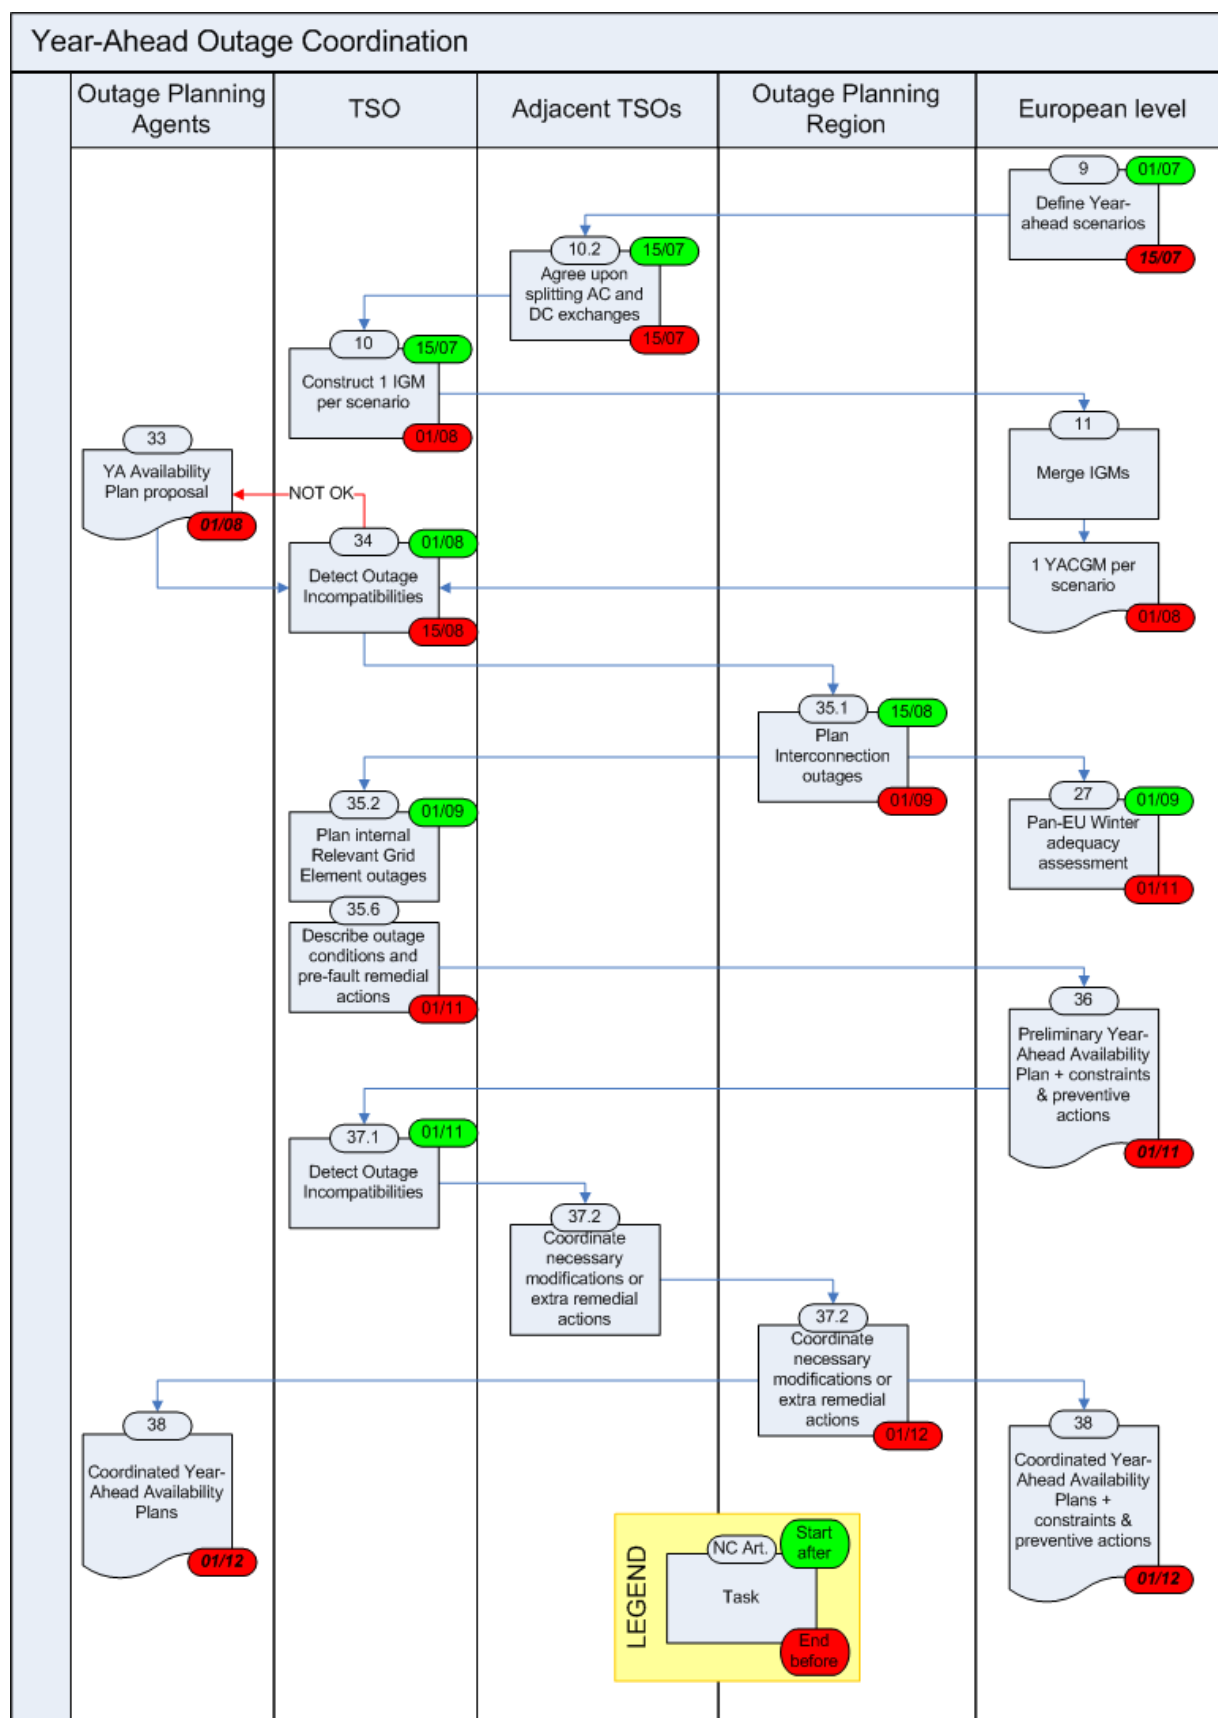 Year-Ahead Outage Coordination
Outage Planning
Agents
TSO
Adjacent TSOs
Outage Planning
Region
European level
9
01/07
Define Year-
ahead scenarios
15/07
10.2
15/07
Agree upon
splitting AC and
DC exchanges
15/07
10
15/07
Construct 1 IGM
per scenario
01/08
11
Merge IGMs
33
YA Availability
Plan proposal
01/08
NOT OK
34
01/08
Detect Outage
Incompatibilities
15/08
1 YACGM per
scenario
01/08
35.1
15/08
Plan
Interconnection
outages
01/09
35.2
01/09
Plan internal
Relevant Grid
Element outages
27
01/09
Pan-EU Winter
adequacy
assessment
01/11
35.6
Describe outage
conditions and
pre-fault remedial
actions
01/11
36
Preliminary Year-
Ahead Availability
Plan + constraints
& preventive
actions
01/11
37.1
01/11
Detect Outage
Incompatibilities
37.2
Coordinate
necessary
modifications or
extra remedial
actions
37.2
Coordinate
necessary
modifications or
extra remedial
actions
01/12
38
Coordinated Year-
Ahead Availability
Plans
01/12
38
Coordinated Year-
Ahead Availability
Plans +
constraints &
preventive actions
01/12
LEGEND
NC Art.
Start
after
Task
End
before